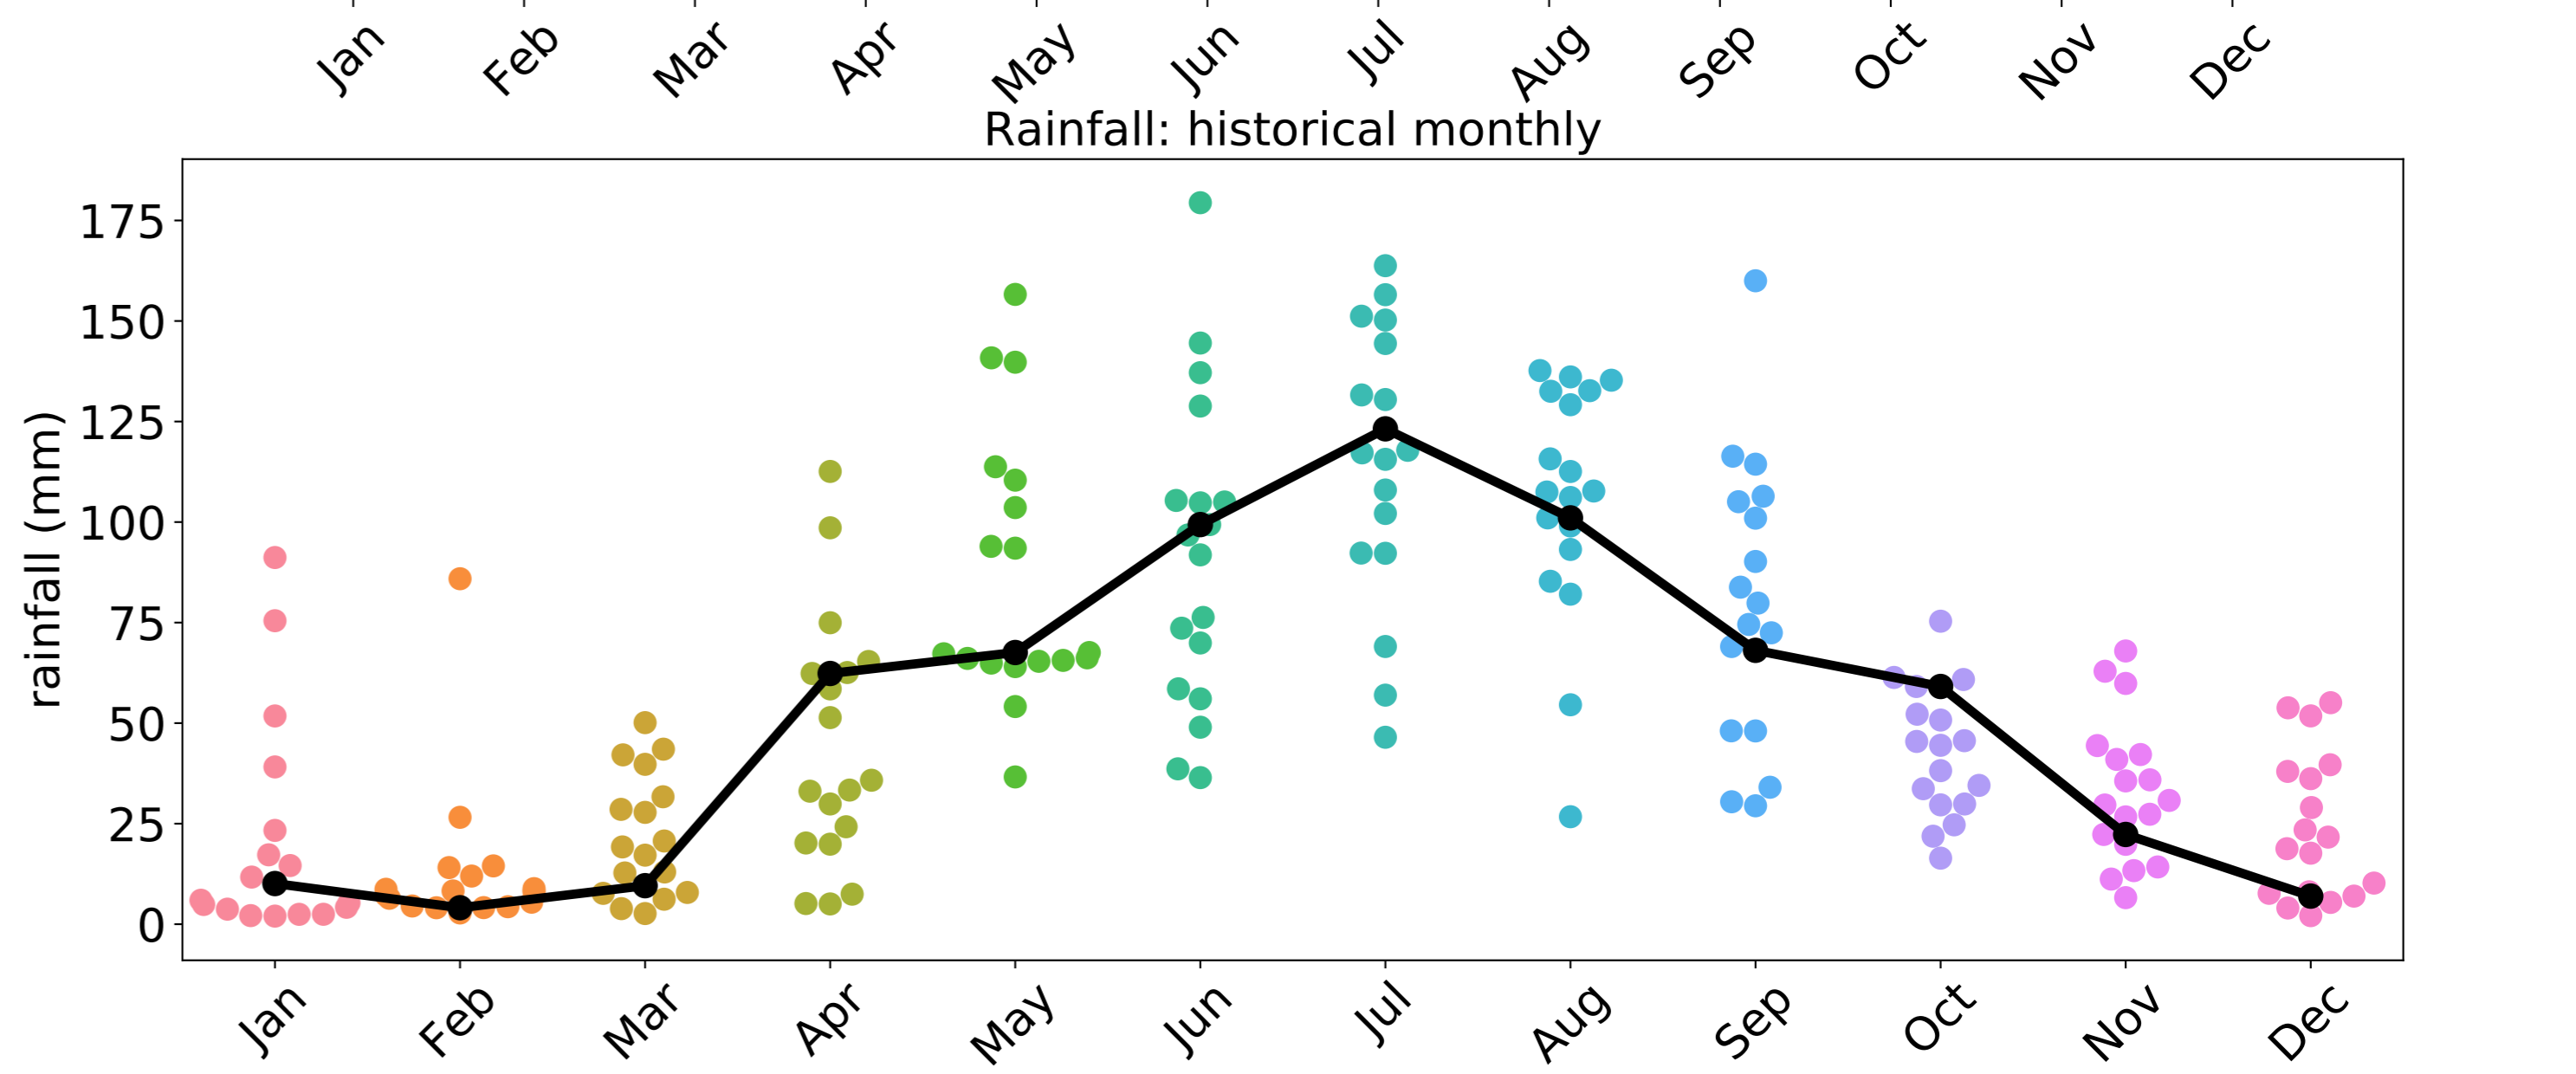 Jan Feb Mar Apr May Jun Jul Aug Sep Oct Nov Dec
Rainfall: historical monthly
rainfall (mm)
175
150
125
100
75
50
25
0
Jan Feb Mar Apr May Jun Jul Aug Sep Oct Nov Dec